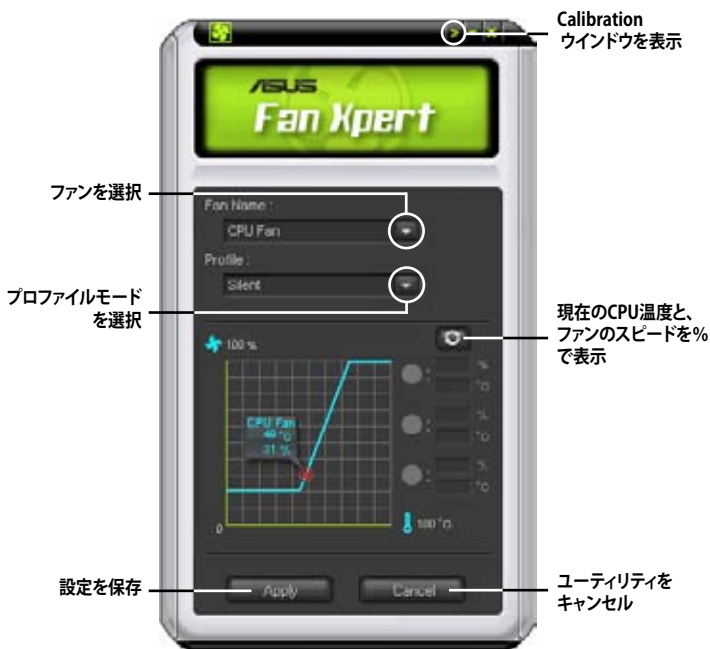 Calibration
ウインドウを表示
ASUS
Fan Xpert
ファンを選択
Fan Name :
CPU Fan
Profile :
Silent
プロファイルモード
を選択
現在のCPU温度と、
ファンのスピードを%
で表示
100 %
%
°C
CPU Fan
49 °C
31 %
%
°C
%
°C
0
100 °C
設定を保存
Apply
Cancel
ユーティリティを
キャンセル